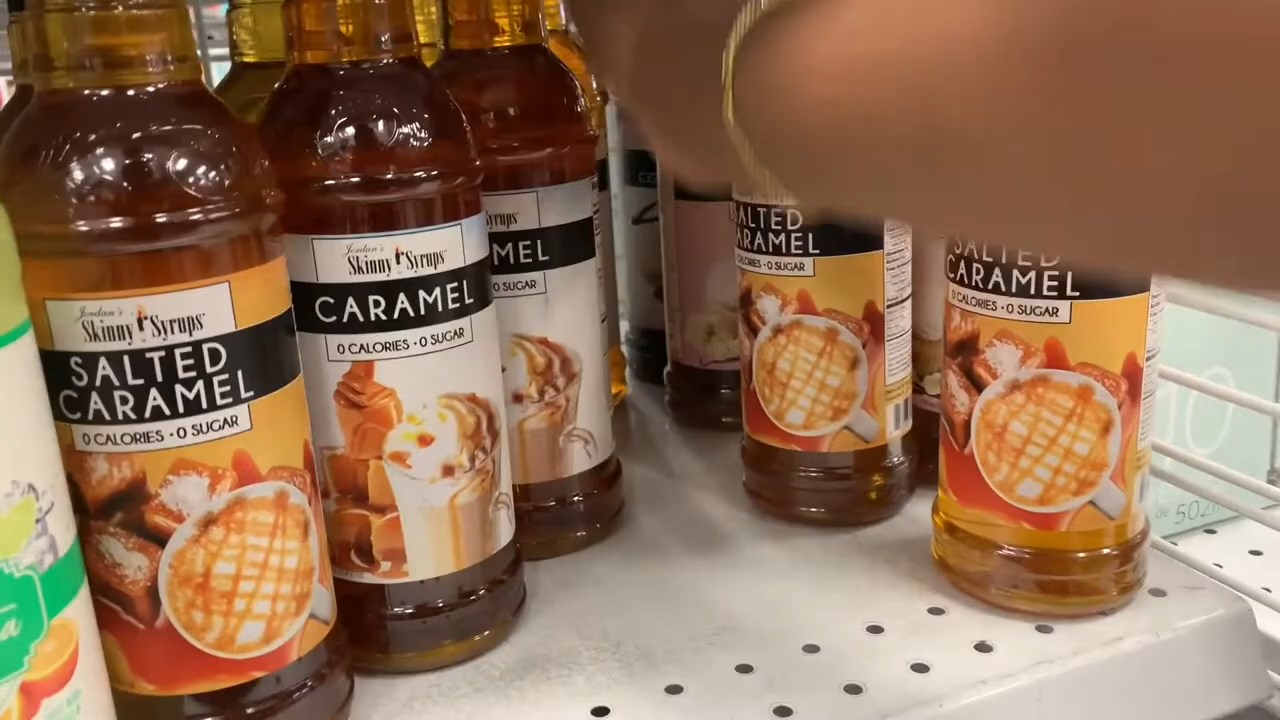 Jordan's
Skinny Syrups
SALTED
CARAMEL
0 CALORIES • 0 SUGAR
Jordan's
Skinny Syrups
CARAMEL
0 CALORIES • 0 SUGAR
Syrups
MEL
0 SUGAR
SALTED
CARAMEL
CALORIES • 0 SUGAR
SALTED
CARAMEL
0 CALORIES • 0 SUGAR